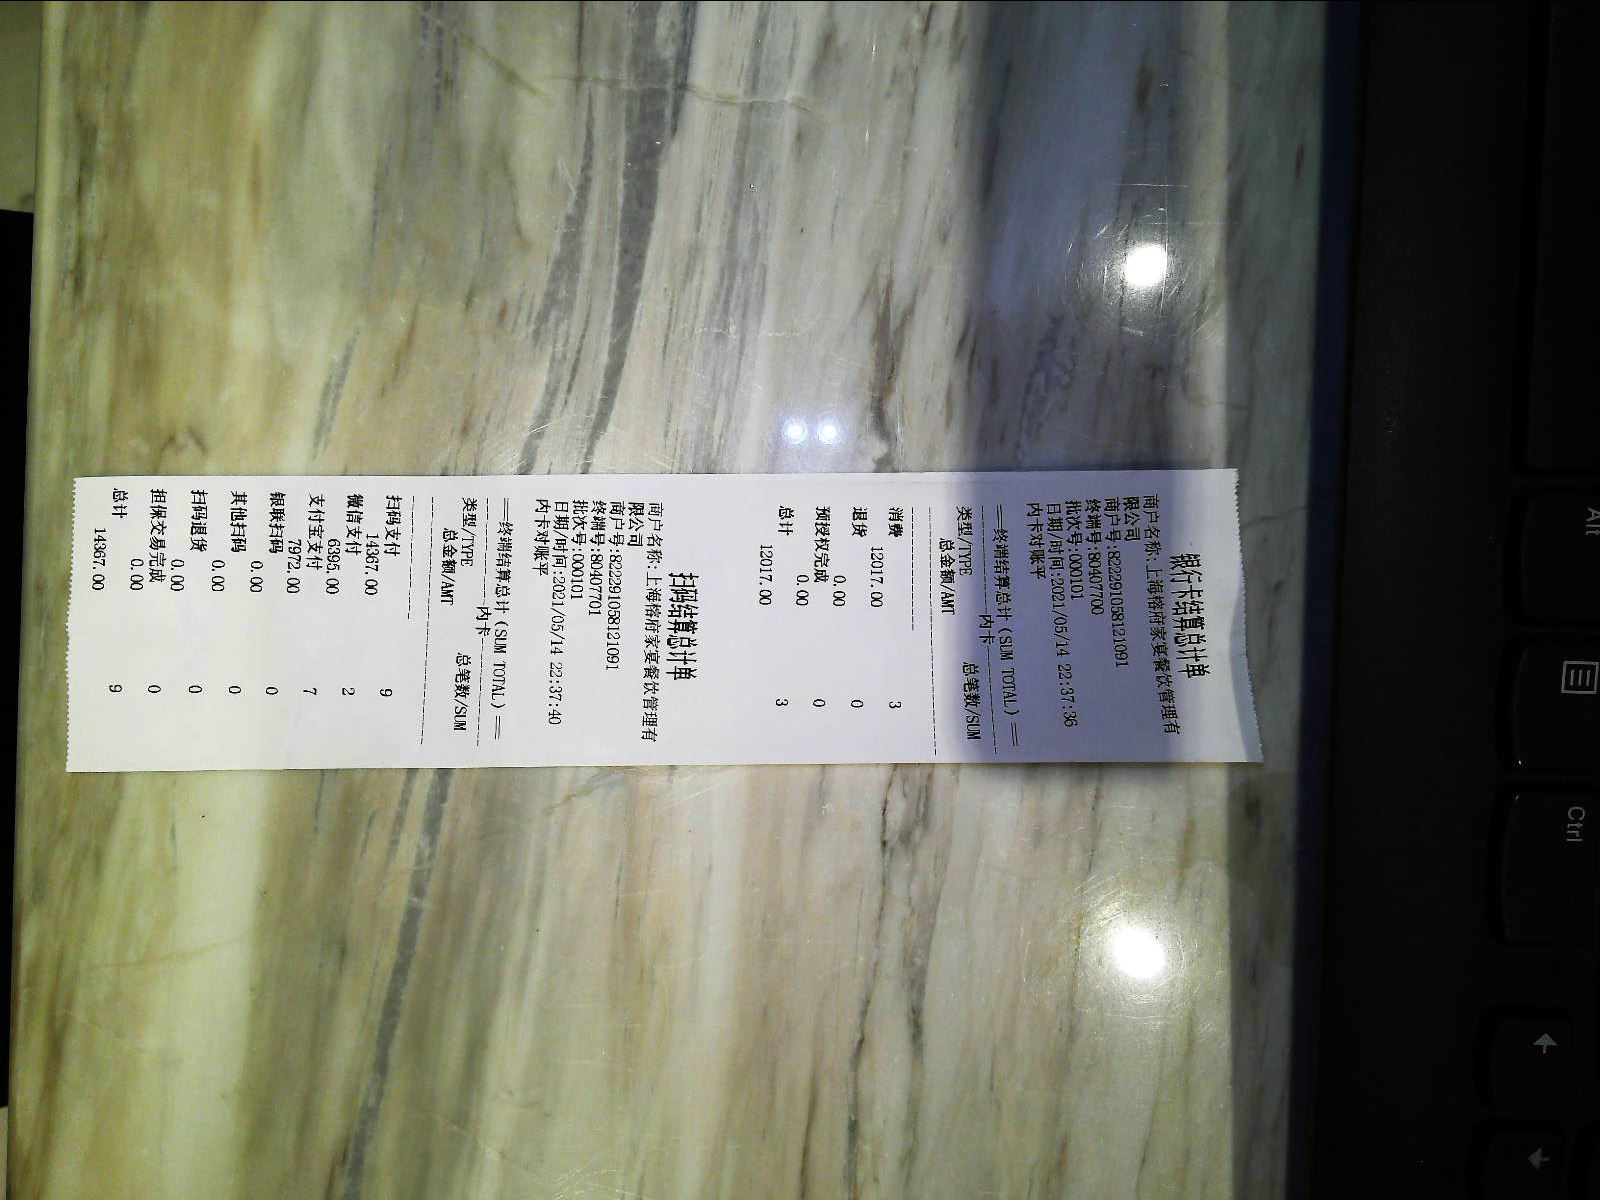 银行卡结算总计单
商户名称:上海榕府家宴餐饮管理有
限公司
商户号:822291058121091
终端号:80407700
批次号:000101
日期/时间:2021/05/14 22:37:36
内卡对账平
==终端结算总计(SUM TOTAL)==
内卡
类型/TYPE 总笔数/SUM
总金额/AMT
消费 3
12017.00
退货 0
0.00
预授权完成 0
0.00
总计 3
12017.00
扫码结算总计单
商户名称:上海榕府家宴餐饮管理有
限公司
商户号:822291058121091
终端号:80407701
批次号:000101
日期/时间:2021/05/14 22:37:40
内卡对账平
==终端结算总计(SUM TOTAL)==
内卡
类型/TYPE 总笔数/SUM
总金额/AMT
扫码支付 9
14367.00
微信支付 2
6395.00
支付宝支付 7
7972.00
银联扫码 0
0.00
其他扫码 0
0.00
扫码退货 0
0.00
担保交易完成 0
0.00
总计 9
14367.00
Alt
Ctrl